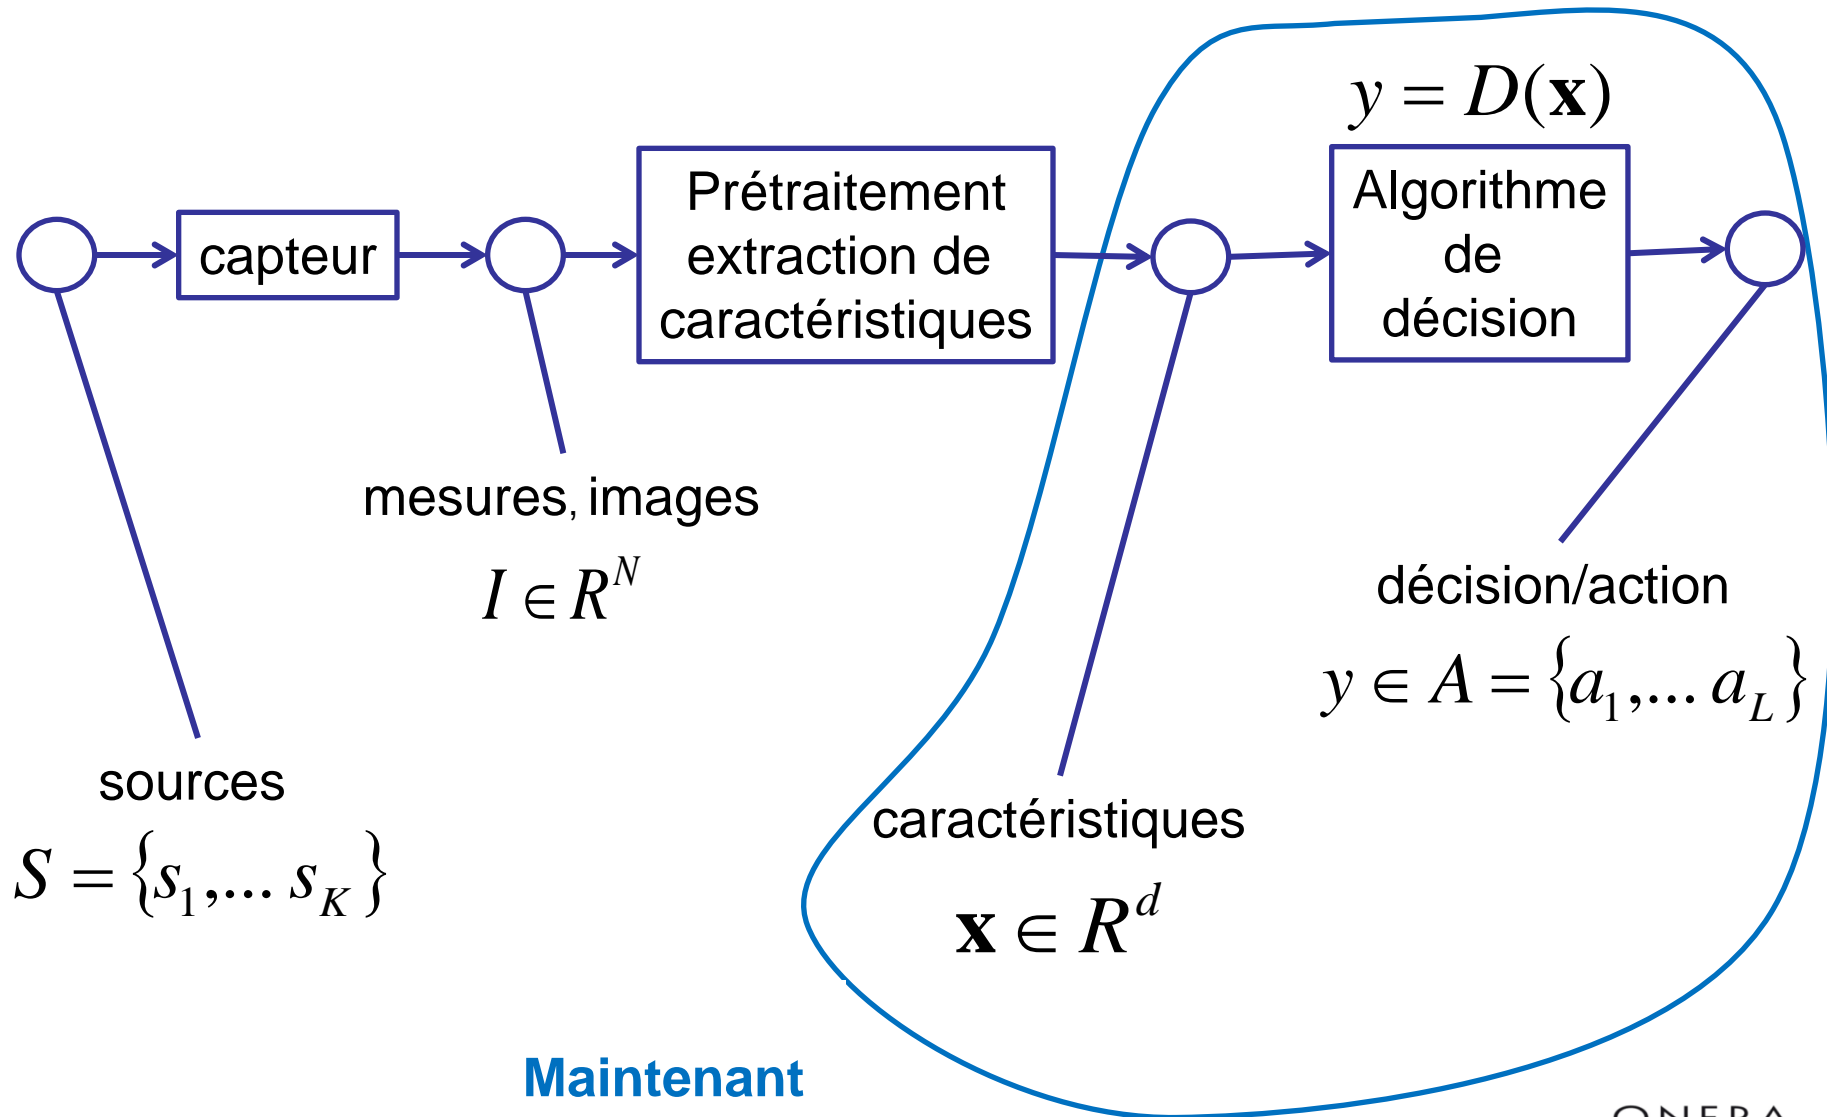 y = D(𝐱)
capteur
Prétraitement
extraction de
caractéristiques
Algorithme
de
décision
mesures, images
I ∈ R^N
décision/action
y ∈ A = {a_1,... a_L}
sources
S = {s_1,... s_K}
caractéristiques
𝐱 ∈ R^d
Maintenant
ONERA